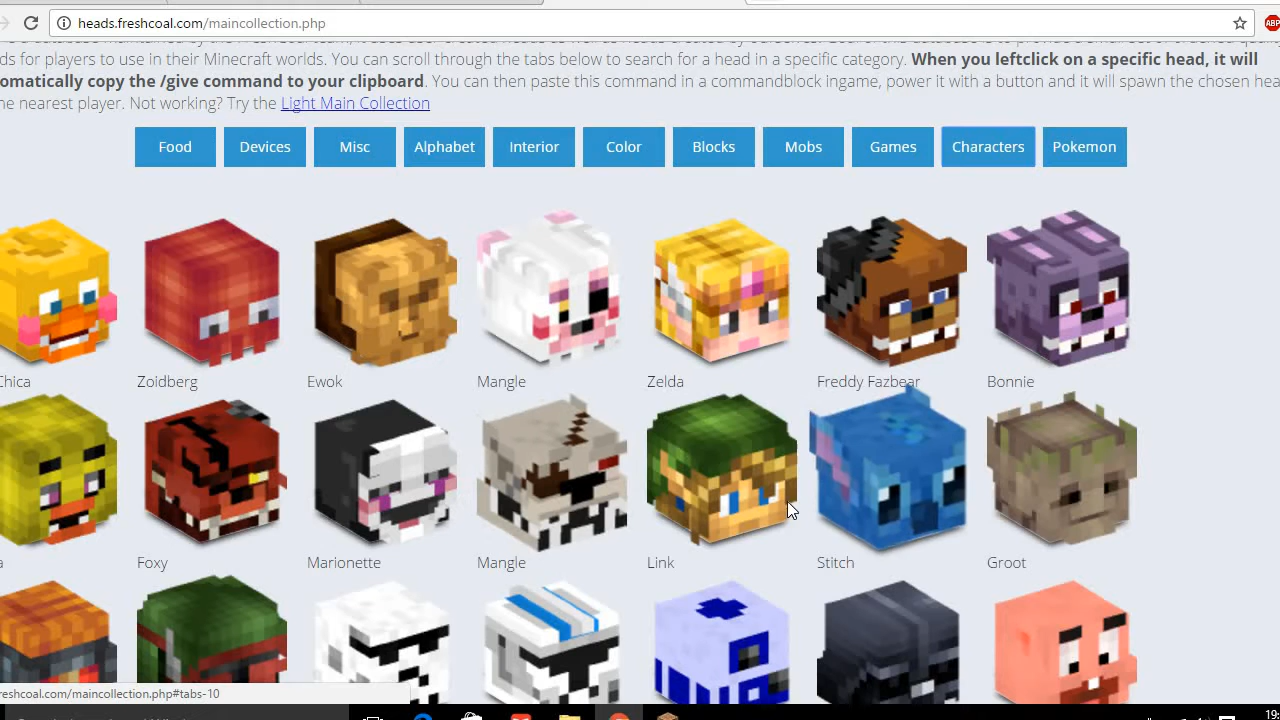 heads.freshcoal.com/maincollection.php
ABP
ds for players to use in their Minecraft worlds. You can scroll through the tabs below to search for a head in a specific category. When you leftclick on a specific head, it will
omatically copy the /give command to your clipboard. You can then paste this command in a commandblock ingame, power it with a button and it will spawn the chosen hea
ne nearest player. Not working? Try the Light Main Collection
Food Devices Misc Alphabet Interior Color Blocks Mobs Games Characters Pokemon
Chica Zoidberg Ewok Mangle Zelda Freddy Fazbear Bonnie
a Foxy Marionette Mangle Link Stitch Groot
reshcoal.com/maincollection.php#tabs-10
19: